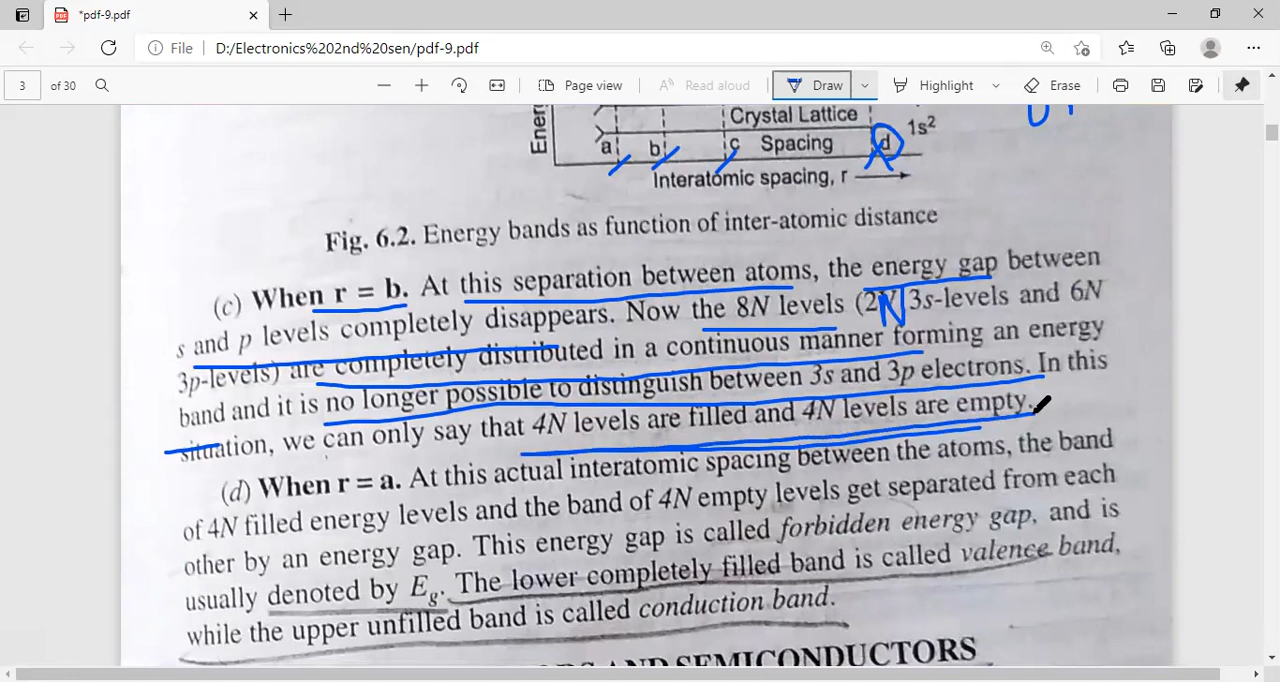 *pdf-9.pdf
File D:/Electronics%202nd%20sen/pdf-9.pdf
3 of 30 Page view Read aloud Draw Highlight Erase
Crystal Lattice
1s²
a b c Spacing d
Interatomic spacing, r
Fig. 6.2. Energy bands as function of inter-atomic distance
(c) When r = b. At this separation between atoms, the energy gap between
s and p levels completely disappears. Now the 8N levels (2N 3s-levels and 6N
3p-levels) are completely distributed in a continuous manner forming an energy
band and it is no longer possible to distinguish between 3s and 3p electrons. In this
situation, we can only say that 4N levels are filled and 4N levels are empty.
(d) When r = a. At this actual interatomic spacing between the atoms, the band
of 4N filled energy levels and the band of 4N empty levels get separated from each
other by an energy gap. This energy gap is called forbidden energy gap, and is
usually denoted by Eg. The lower completely filled band is called valence band,
while the upper unfilled band is called conduction band.
AND SEMICONDUCTORS